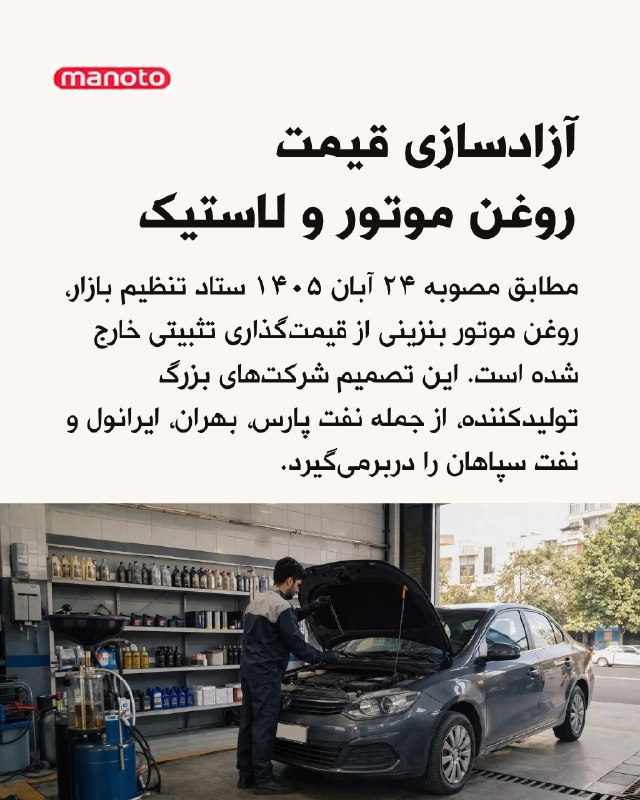 manoto
آزادسازی قیمت
روغن موتور و لاستیک
مطابق مصوبه ۲۴ آبان ۱۴۰۵ ستاد تنظیم بازار،
روغن موتور بنزینی از قیمت‌گذاری تثبیتی خارج
شده است. این تصمیم شرکت‌های بزرگ
تولیدکننده، از جمله نفت پارس، بهران، ایرانول و
نفت سپاهان را دربرمی‌گیرد.